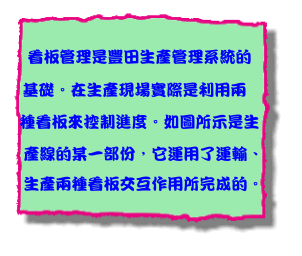 看板管理是豐田生產管理系統的
基礎。在生產現場實際是利用兩
種看板來控制進度。如圖所示是生
產線的某一部份，它運用了運輸、
生產兩種看板交互作用所完成的。